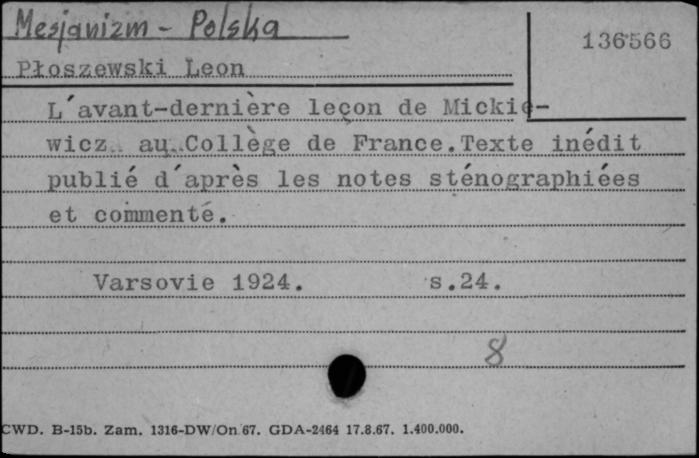 Mesjanizm - Polska
136566
Płoszewski Leon
L´avant-dernière leçon de Mickie-
wicz au Collège de France.Texte inédit
publié d´après les notes sténographiées
et commenté.
Varsovie 1924. s.24.
8
CWD. B-15b. Zam. 1316-DW/On 67. GDA-2464 17.8.67. 1.400.000.